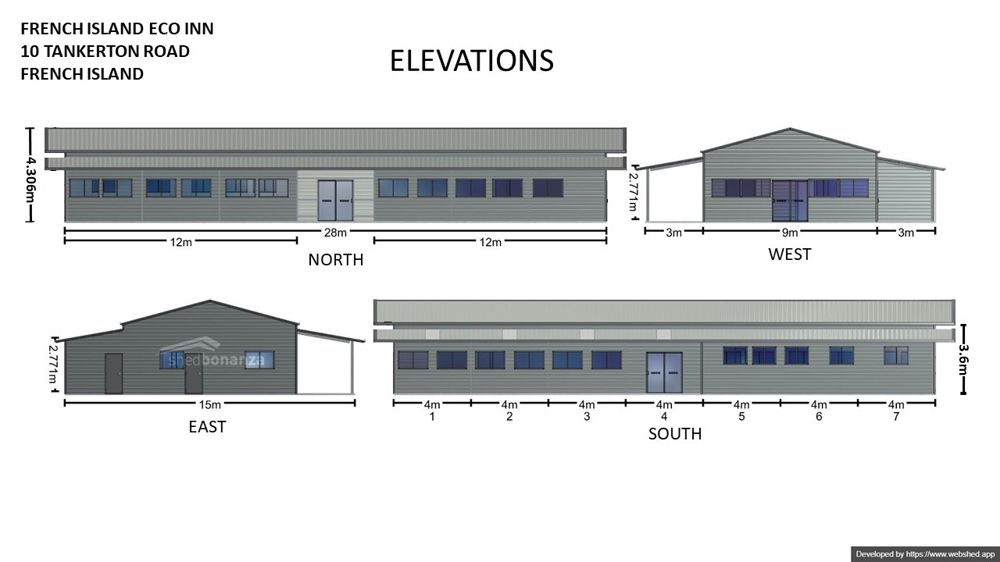 FRENCH ISLAND ECO INN
10 TANKERTON ROAD
FRENCH ISLAND
ELEVATIONS
4.306m
28m
12m
12m
NORTH
2.771m
3m
9m
3m
WEST
2.771m
shedbonanza
15m
EAST
3.6m
4m
4m
4m
4m
4m
4m
4m
1
2
3
4
5
6
7
SOUTH
Developed by https://www.webshed.app